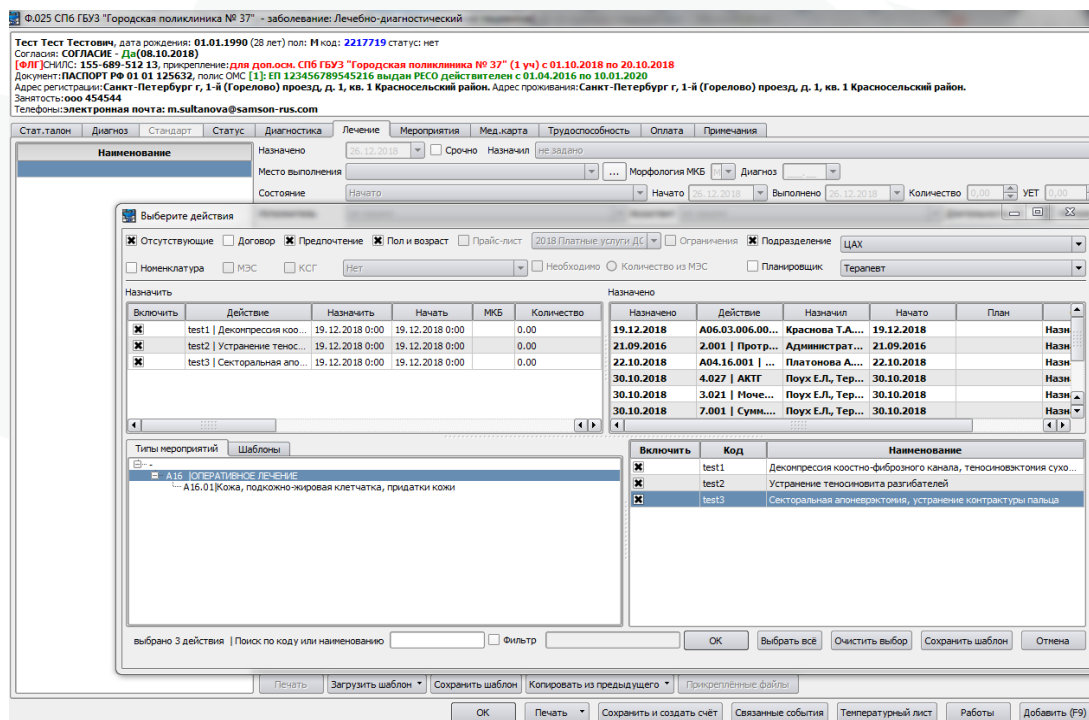 Ф.025 СПб ГБУЗ "Городская поликлиника № 37" - заболевание: Лечебно-диагностический
Тест Тест Тестович, дата рождения: 01.01.1990 (28 лет) пол: М код: 2217719 статус: нет
Согласия: СОГЛАСИЕ - Да(08.10.2018)
[ФЛГ]СНИЛС: 155-689-512 13, прикрепление:для доп.осн. СПб ГБУЗ "Городская поликлиника № 37" (1 уч) с 01.10.2018 по 20.10.2018
Документ:ПАСПОРТ РФ 01 01 125632, полис ОМС [1]: ЕП 123456789545216 выдан РЕСО действителен с 01.04.2016 по 10.01.2020
Адрес регистрации:Санкт-Петербург г, 1-й (Горелово) проезд, д. 1, кв. 1 Красносельский район. Адрес проживания:Санкт-Петербург г, 1-й (Горелово) проезд, д. 1, кв. 1 Красносельский район.
Занятость:ооо 454544
Телефоны:электронная почта: m.sultanova@samson-rus.com
Стат.талон Диагноз Стандарт Статус Диагностика Лечение Мероприятия Мед.карта Трудоспособность Оплата Примечания
Наименование
Назначено 26.12.2018 Срочно Назначил не задано
Место выполнения ... Морфология МКБ М Диагноз
Состояние Начато Начато 26.12.2018 Выполнено 26.12.2018 Количество 0,00 УЕТ 0,00
Выберите действия
Отсутствующие Договор Предпочтение Пол и возраст Прайс-лист 2018 Платные услуги ДС Ограничения Подразделение ЦАХ
Номенклатура МЭС КСГ Нет Необходимо Количество из МЭС Планировщик Терапевт
Назначить
Включить Действие Назначить Начать МКБ Количество
test1 | Декомпрессия коо... 19.12.2018 0:00 19.12.2018 0:00 0.00
test2 | Устранение тенос... 19.12.2018 0:00 19.12.2018 0:00 0.00
test3 | Секторальная апо... 19.12.2018 0:00 19.12.2018 0:00 0.00
Назначено
Назначено Действие Назначил Начато План
19.12.2018 A06.03.006.00... Краснова Т.А.... 19.12.2018 Назн
21.09.2016 2.001 | Протр... Администрат... 21.09.2016 Назн
22.10.2018 A04.16.001 | ... Платонова А.... 22.10.2018 Назн
30.10.2018 4.027 | АКТГ Поух Е.Л., Тер... 30.10.2018 Назн
30.10.2018 3.021 | Моче... Поух Е.Л., Тер... 30.10.2018 Назн
30.10.2018 7.001 | Сумм.... Поух Е.Л., Тер... 30.10.2018 Назн
Типы мероприятий Шаблоны
-
A16 |ОПЕРАТИВНОЕ ЛЕЧЕНИЕ
A16.01|Кожа, подкожно-жировая клетчатка, придатки кожи
Включить Код Наименование
test1 Декомпрессия коостно-фиброзного канала, теносиновэктомия сухо...
test2 Устранение теносиновита разгибателей
test3 Секторальная апоневрэктомия, устранение контрактуры пальца
выбрано 3 действия | Поиск по коду или наименованию Фильтр ОК Выбрать всё Очистить выбор Сохранить шаблон Отмена
Печать Загрузить шаблон Сохранить шаблон Копировать из предыдущего Прикреплённые файлы
ОК Печать Сохранить и создать счёт Связанные события Температурный лист Работы Добавить (F9)